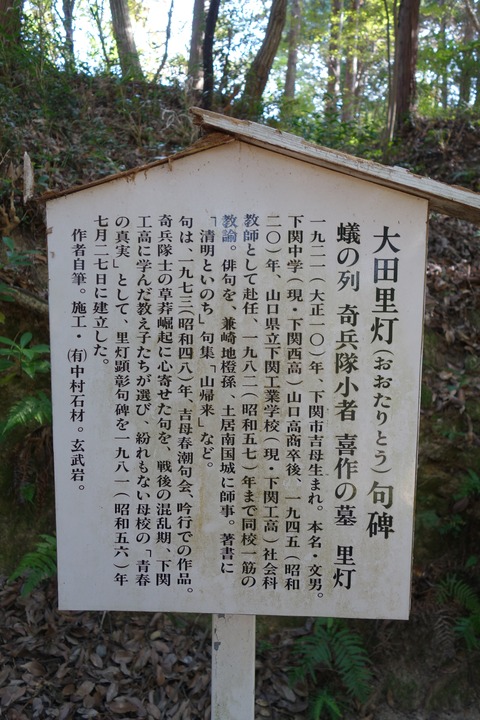 大田里灯(おおたりとう)句碑
蟻の列 奇兵隊小者 喜作の墓 里灯
一九二一(大正一〇)年、下関市吉母生まれ。本名・文男。
下関中学(現・下関西高)山口高商卒後、一九四五(昭和
二〇)年、山口県立下関工業学校(現・下関工高)社会科
教師として赴任、一九八二(昭和五七)年まで同校一筋の
教諭。俳句を、兼崎地橙孫、土居南国城に師事。著書に
「清明といのち」句集「山帰来」など。
句は、一九七三(昭和四八)年、吉母春潮句会、吟行での作品。
奇兵隊士の草莽崛起に心寄せた句を、戦後の混乱期、下関
工高に学んだ教え子たちが選び、紛れもない母校の「青春
の真実」として、里灯顕彰句碑を一九八一(昭和五六)年
七月二七日に建立した。
作者自筆。施工・(有)中村石材。玄武岩。